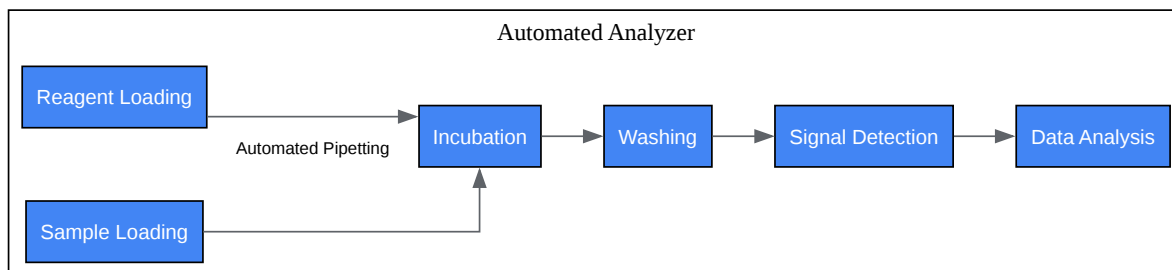 Automated Analyzer
Reagent Loading
Automated Pipetting
Incubation
Washing
Signal Detection
Data Analysis
Sample Loading